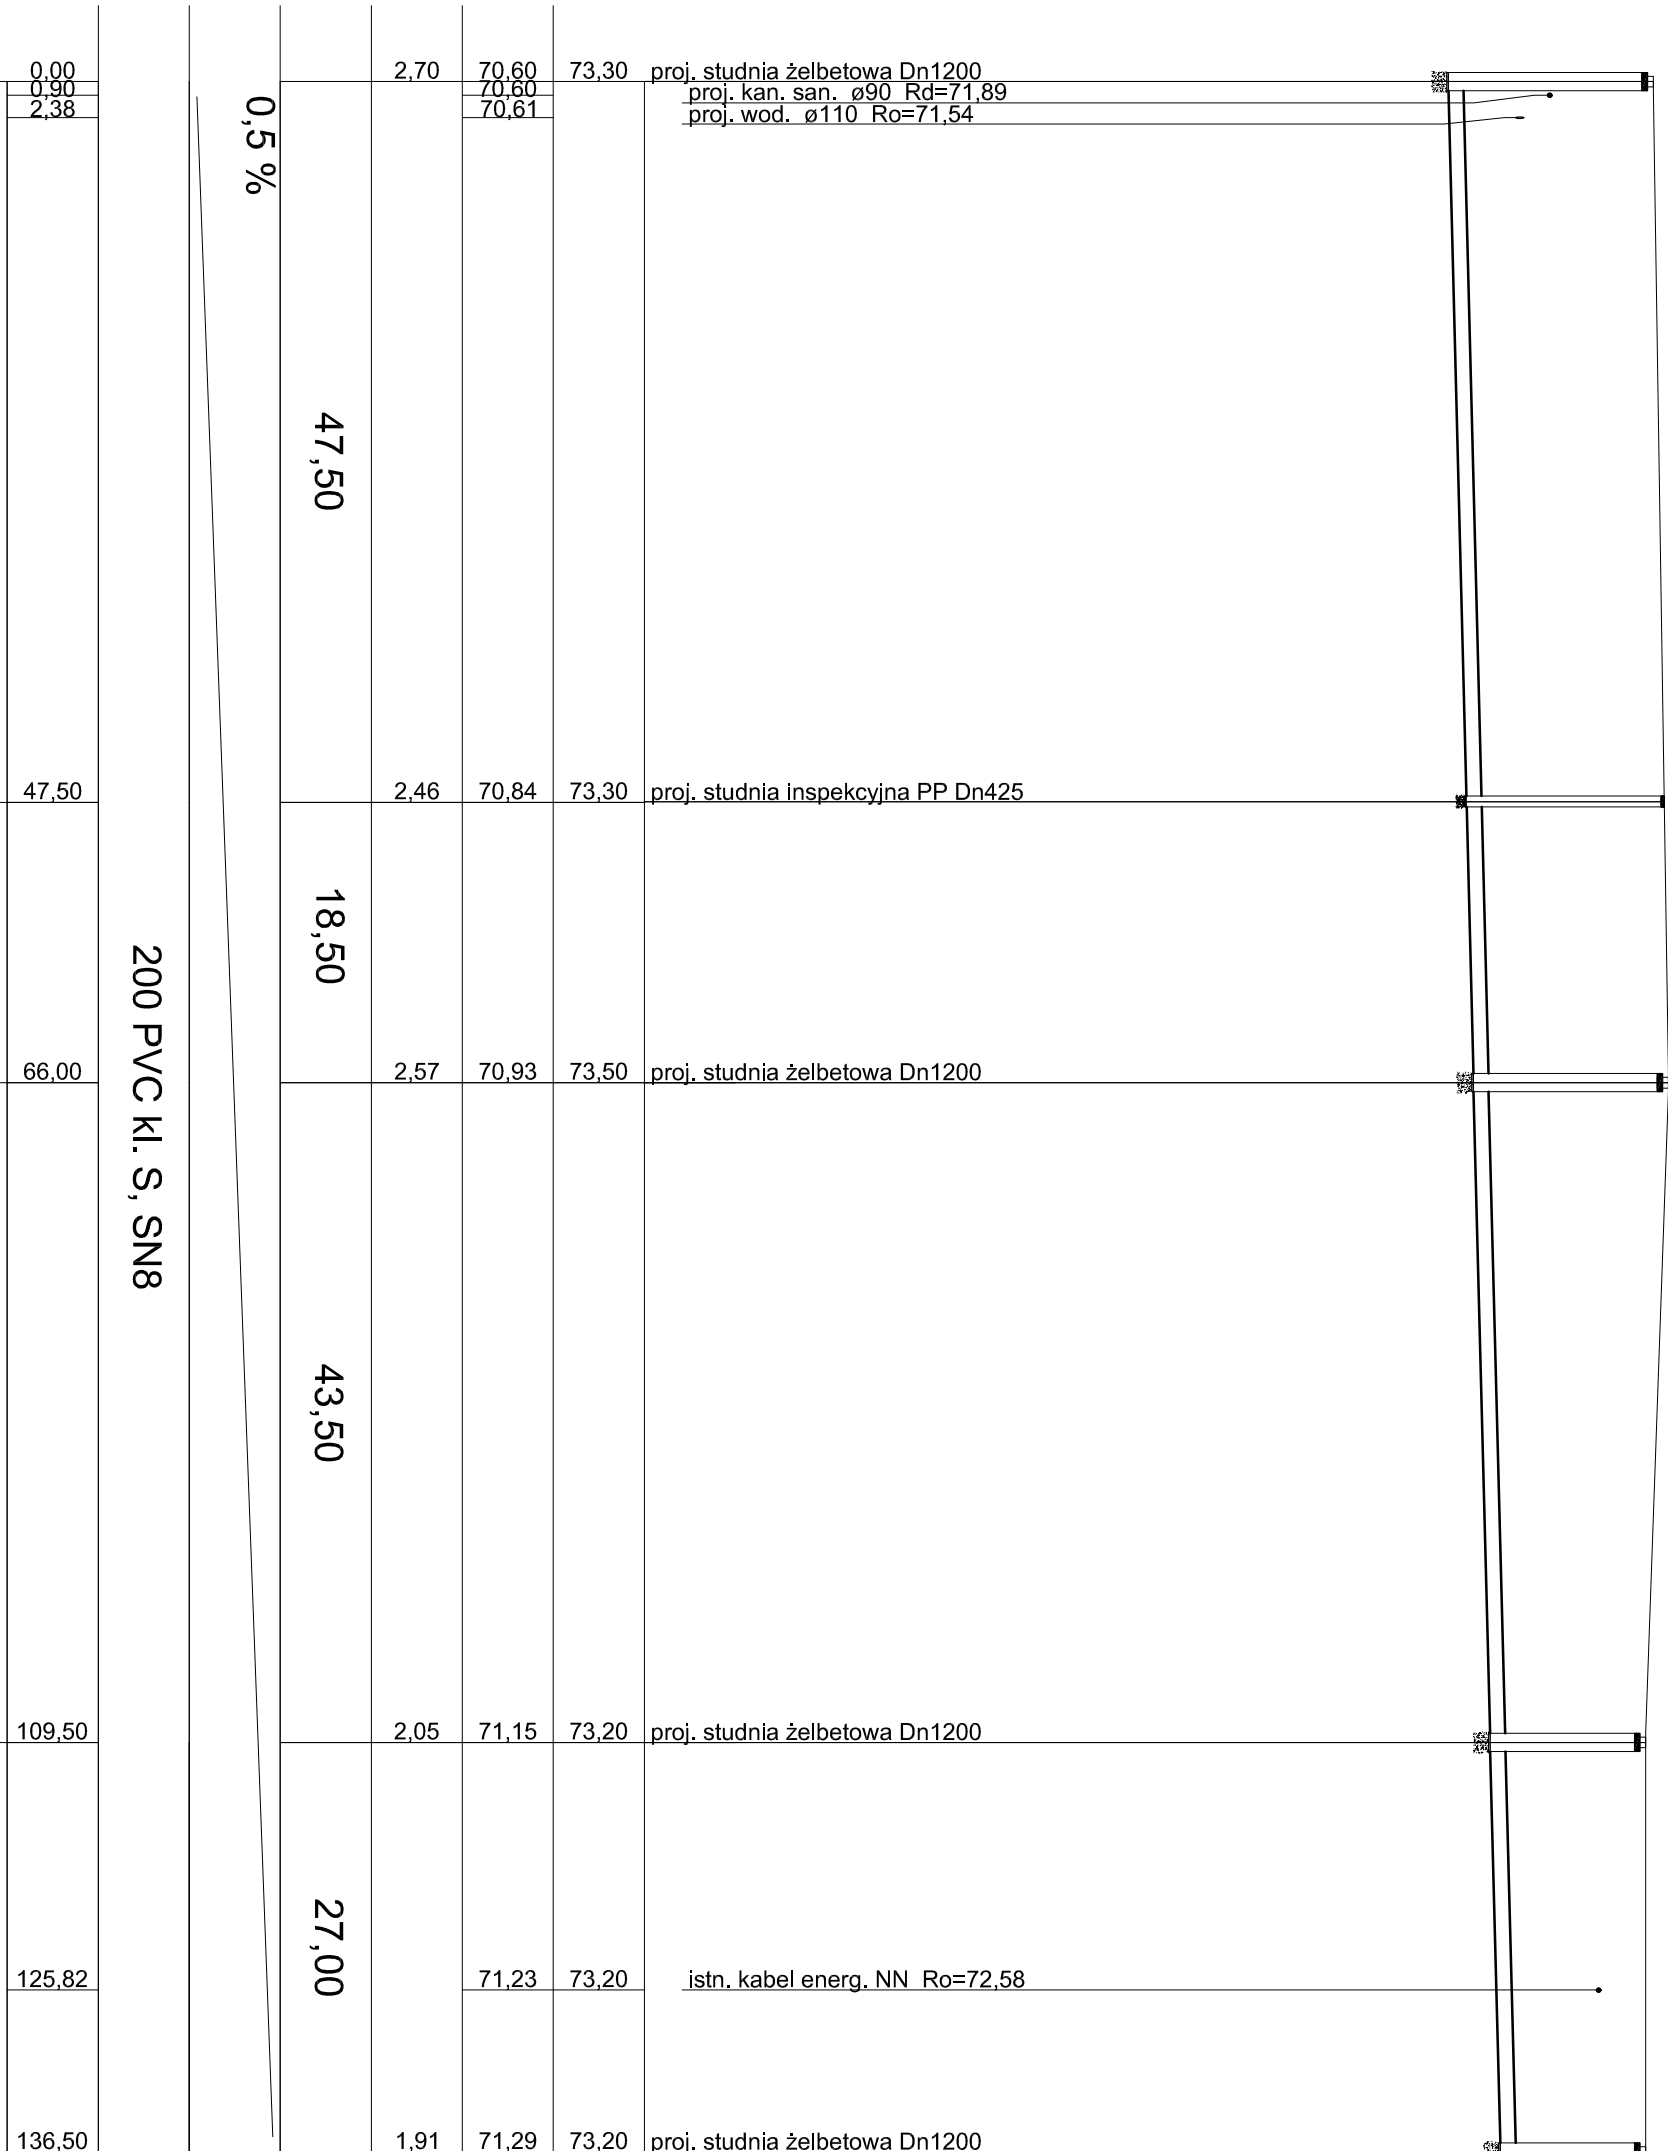 0,00 2,70 70,60 73,30 proj. studnia żelbetowa Dn1200
0,90 70,60 proj. kan. san. ø90 Rd=71,89
2,38 70,61 proj. wod. ø110 Ro=71,54
0,5 %
47,50
47,50 2,46 70,84 73,30 proj. studnia inspekcyjna PP Dn425
18,50
200 PVC kl. S, SN8
66,00 2,57 70,93 73,50 proj. studnia żelbetowa Dn1200
43,50
109,50 2,05 71,15 73,20 proj. studnia żelbetowa Dn1200
27,00
125,82 71,23 73,20 istn. kabel energ. NN Ro=72,58
136,50 1,91 71,29 73,20 proj. studnia żelbetowa Dn1200